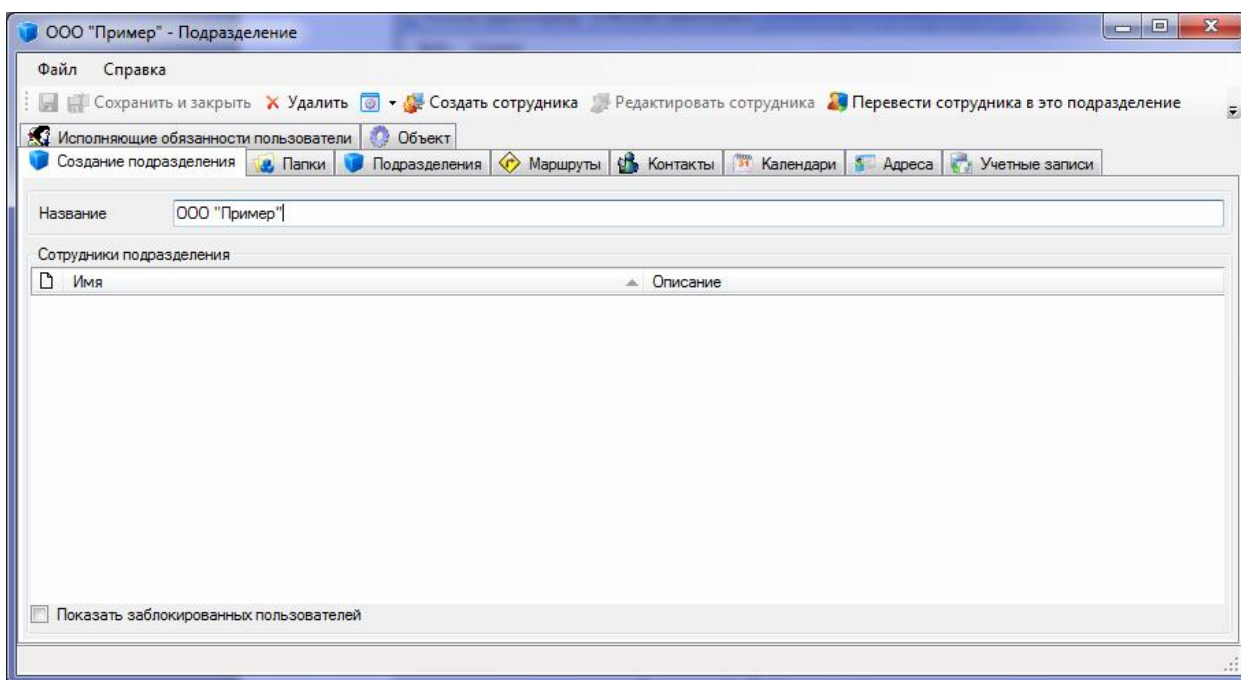 ООО "Пример" - Подразделение
Файл Справка
Сохранить и закрыть Удалить Создать сотрудника Редактировать сотрудника Перевести сотрудника в это подразделение
Исполняющие обязанности пользователи Объект
Создание подразделения Папки Подразделения Маршруты Контакты Календари Адреса Учетные записи
Название ООО "Пример"
Сотрудники подразделения
Имя Описание
Показать заблокированных пользователей